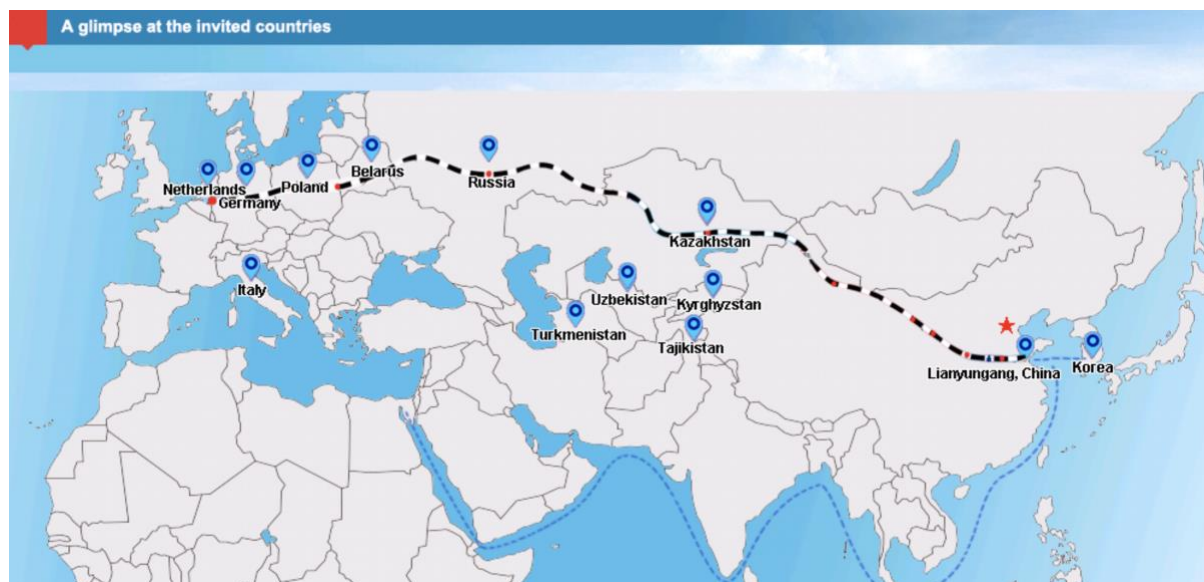 A glimpse at the invited countries
Belarus
Netherlands
Poland
Russia
Germany
Kazakhstan
Italy
Uzbekistan
Kyrghyzstan
Turkmenistan
Tajikistan
Lianyungang, China
Korea